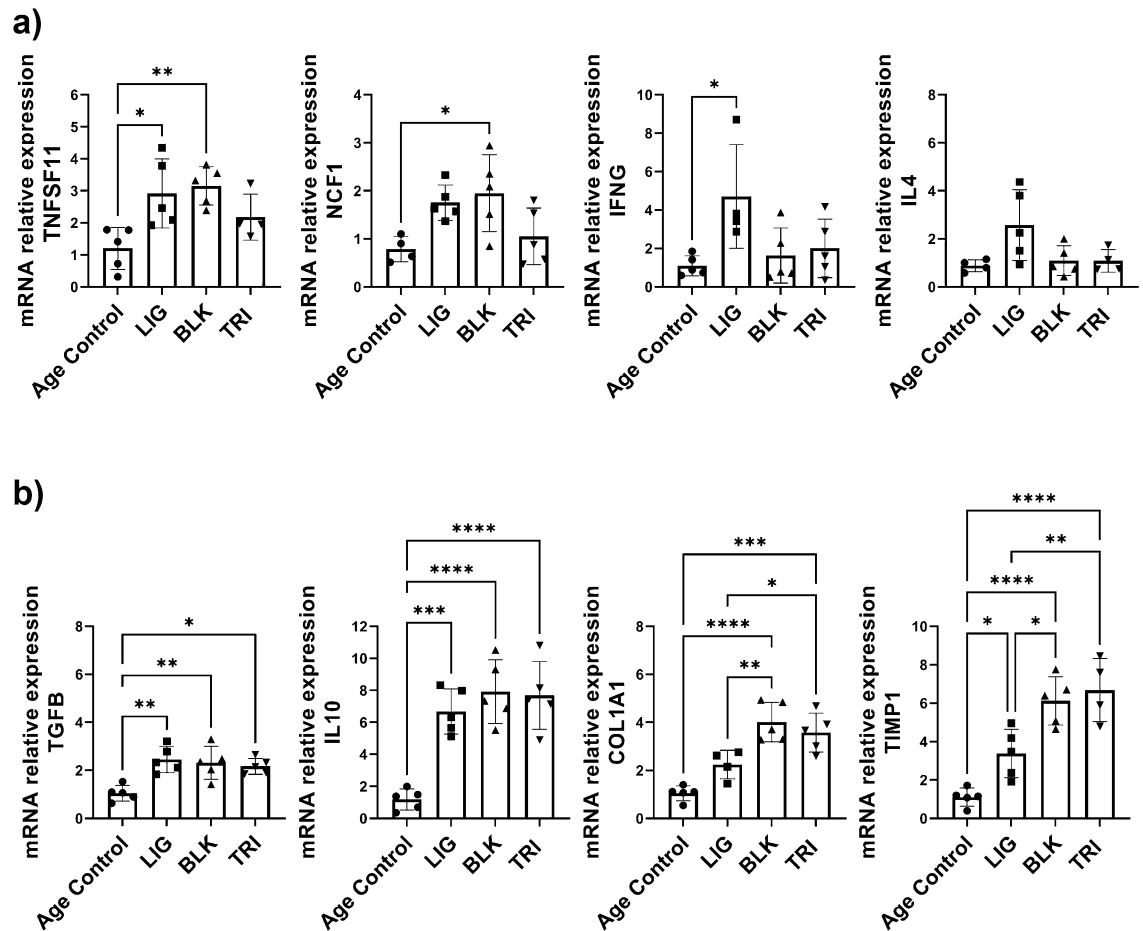 a)
mRNA relative expression
TNFSF11
6
5
4
3
2
1
0
*
**
Age Control
LIG
BLK
TRI
mRNA relative expression
NCF1
4
3
2
1
0
*
Age Control
LIG
BLK
TRI
mRNA relative expression
IFNG
10
8
6
4
2
0
*
Age Control
LIG
BLK
TRI
mRNA relative expression
IL4
8
6
4
2
0
Age Control
LIG
BLK
TRI
b)
mRNA relative expression
TGFB
8
6
4
2
0
*
**
**
Age Control
LIG
BLK
TRI
mRNA relative expression
IL10
12
10
8
6
4
2
0
****
****
***
Age Control
LIG
BLK
TRI
mRNA relative expression
COL1A1
8
6
4
2
0
***
*
****
**
Age Control
LIG
BLK
TRI
mRNA relative expression
TIMP1
10
8
6
4
2
0
****
**
****
*
*
Age Control
LIG
BLK
TRI